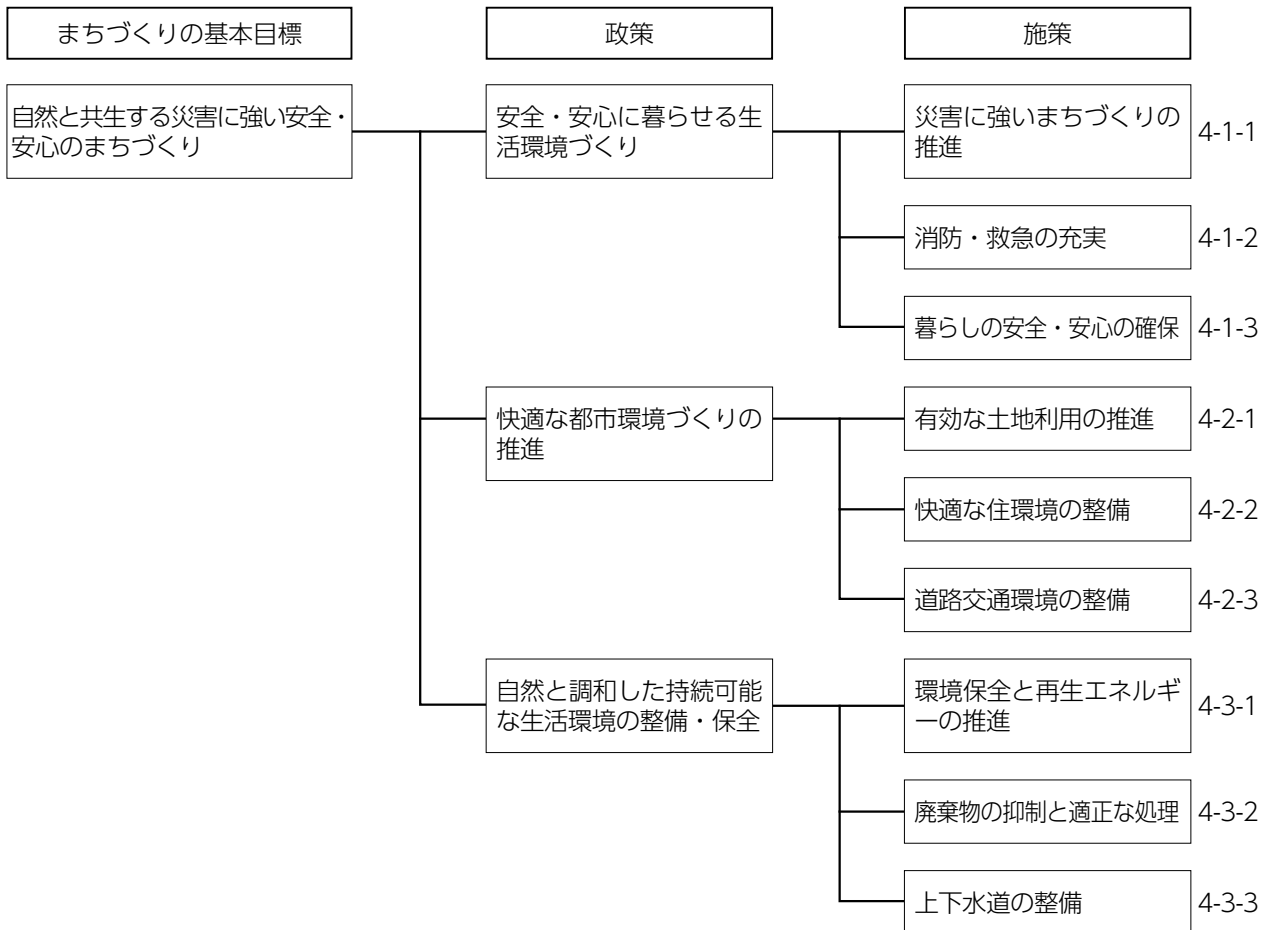 まちづくりの基本目標
政策
施策
自然と共生する災害に強い安全・
安心のまちづくり
安全・安心に暮らせる生
活環境づくり
災害に強いまちづくりの
推進
4-1-1
消防・救急の充実
4-1-2
暮らしの安全・安心の確保
4-1-3
快適な都市環境づくりの
推進
有効な土地利用の推進
4-2-1
快適な住環境の整備
4-2-2
道路交通環境の整備
4-2-3
自然と調和した持続可能
な生活環境の整備・保全
環境保全と再生エネルギ
ーの推進
4-3-1
廃棄物の抑制と適正な処理
4-3-2
上下水道の整備
4-3-3